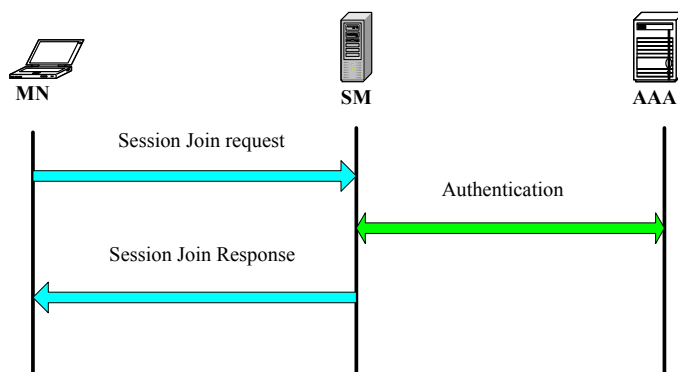 MN
SM
AAA
Session Join request
Authentication
Session Join Response